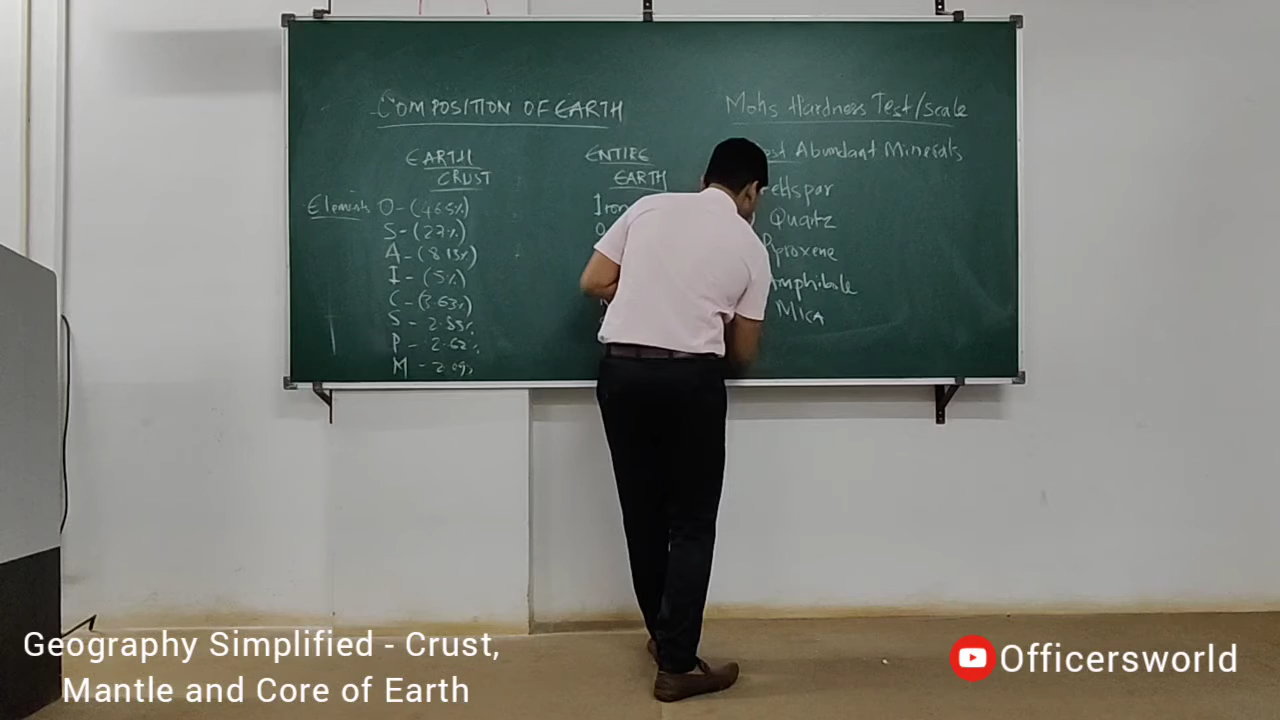 COMPOSITION OF EARTH
EARTH
CRUST
Elements O - (46.5%)
S - (27%)
A - (8.13%)
I - (5%)
C - (3.63%)
S - 2.83%
P - 2.62%
M - 2.09%
ENTIRE
EARTH
Iron
O
Mohs Hardness Test/scale
Abundant Minerals
Quartz
Pyroxene
Amphibole
MICA
Geography Simplified - Crust,
Mantle and Core of Earth
Officersworld